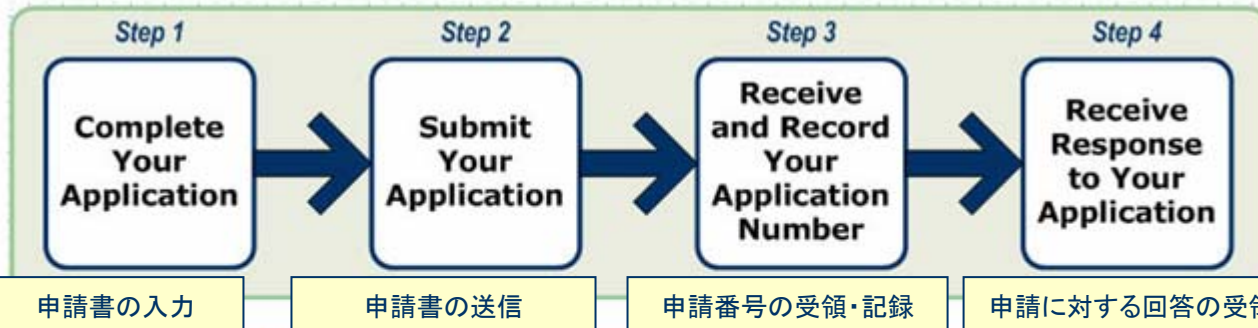 Step 1
Complete
Your
Application
Step 2
Submit
Your
Application
Step 3
Receive
and Record
Your
Application
Number
Step 4
Receive
Response
to Your
Application
申請書の入力
申請書の送信
申請番号の受領・記録
申請に対する回答の受領